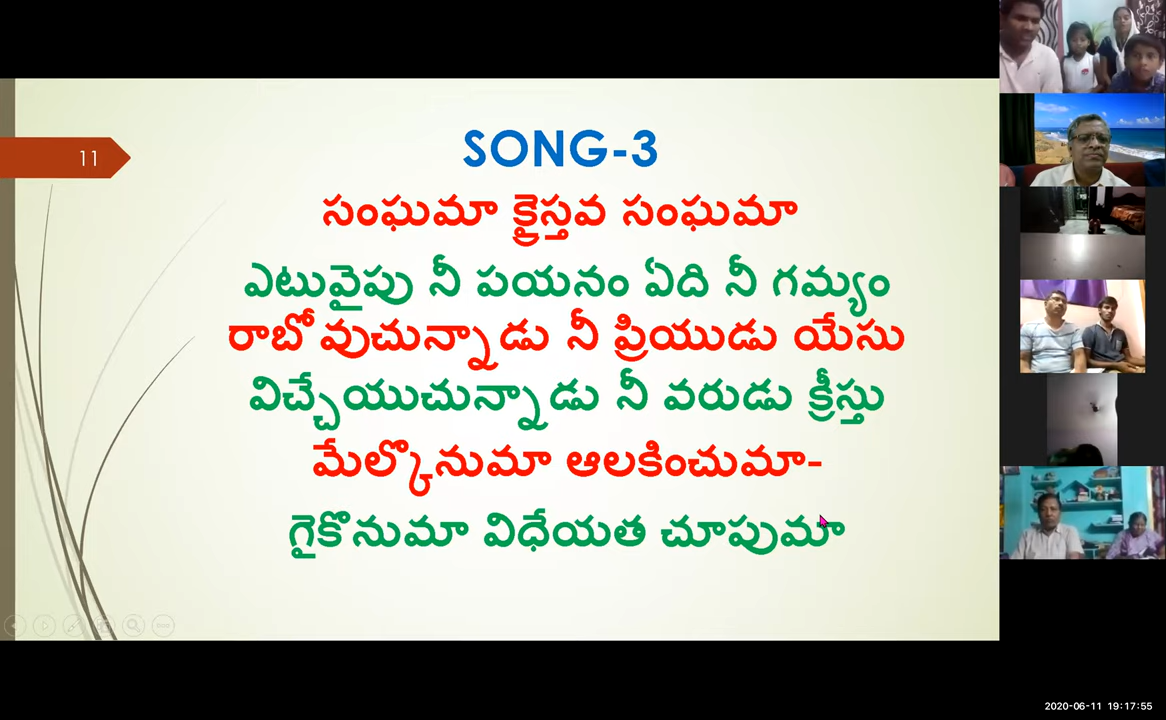 11
SONG-3
సంఘమా క్రైస్తవ సంఘమా
ఎటువైపు నీ పయనం ఏది నీ గమ్యం
రాబోవుచున్నాడు నీ ప్రియుడు యేసు
విచ్చేయుచున్నాడు నీ వరుడు క్రీస్తు
మేల్కొనుమా ఆలకించుమా-
గైకొనుమా విధేయత చూపుమా
2020-06-11 19:17:55